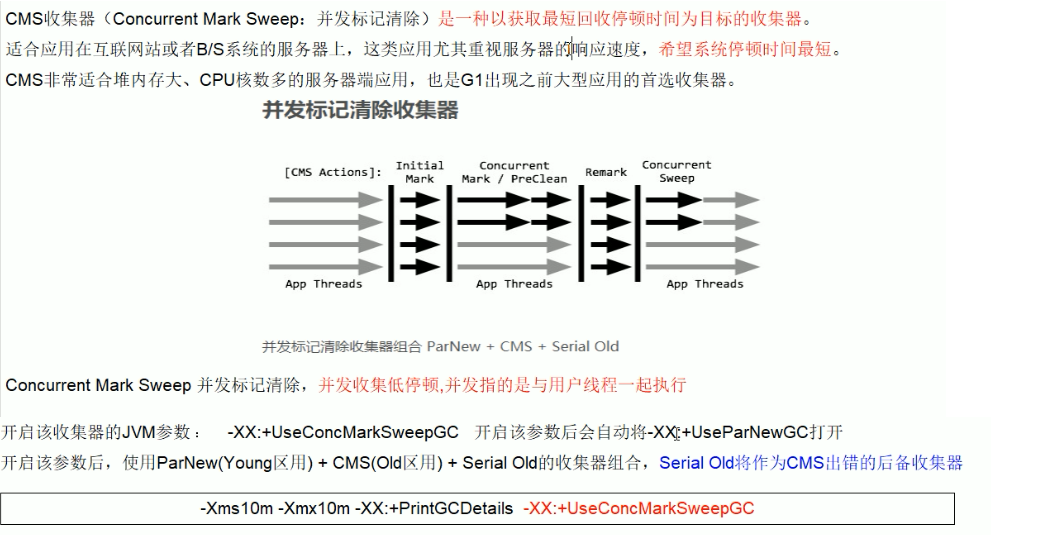 CMS收集器（Concurrent Mark Sweep：并发标记清除）是一种以获取最短回收停顿时间为目标的收集器。
适合应用在互联网站或者B/S系统的服务器上，这类应用尤其重视服务器的响应速度，希望系统停顿时间最短。
CMS非常适合堆内存大、CPU核数多的服务器端应用，也是G1出现之前大型应用的首选收集器。
并发标记清除收集器
[CMS Actions]: Initial Mark Concurrent Mark / PreClean Remark Concurrent Sweep
App Threads App Threads App Threads
并发标记清除收集器组合 ParNew + CMS + Serial Old
Concurrent Mark Sweep 并发标记清除，并发收集低停顿,并发指的是与用户线程一起执行
开启该收集器的JVM参数： -XX:+UseConcMarkSweepGC 开启该参数后会自动将-XX:+UseParNewGC打开
开启该参数后，使用ParNew(Young区用) + CMS(Old区用) + Serial Old的收集器组合，Serial Old将作为CMS出错的后备收集器
-Xms10m -Xmx10m -XX:+PrintGCDetails -XX:+UseConcMarkSweepGC